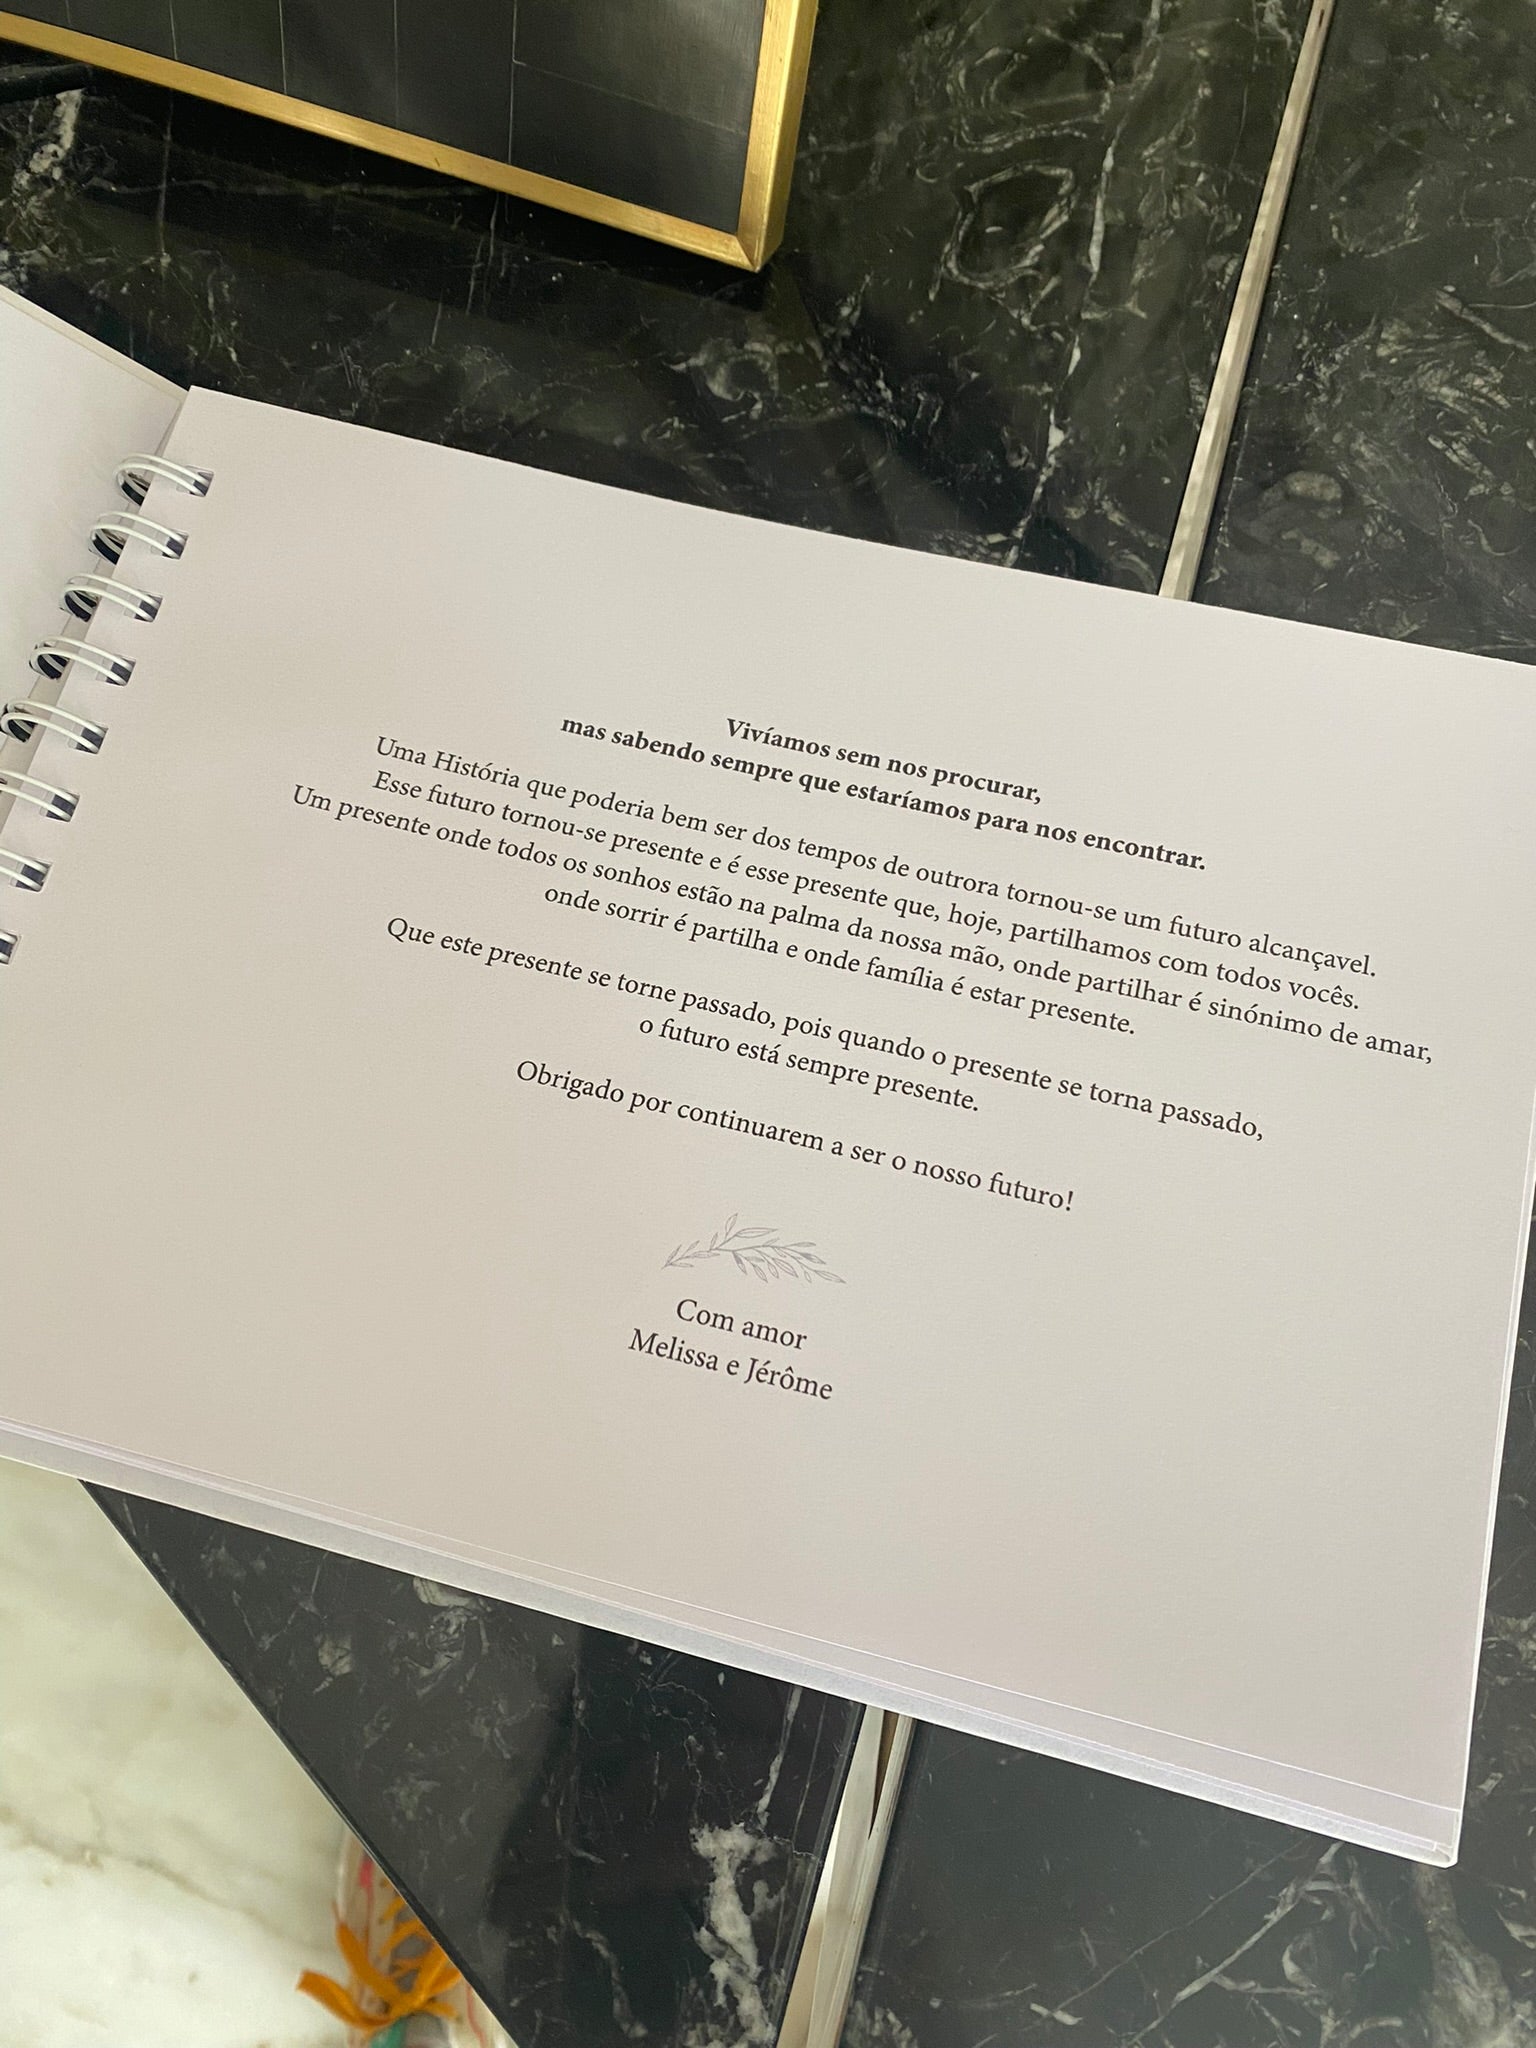 Vivíamos sem nos procurar,
mas sabendo sempre que estaríamos para nos encontrar.
Uma História que poderia bem ser dos tempos de outrora tornou-se um futuro alcançavel.
Esse futuro tornou-se presente e é esse presente que, hoje, partilhamos com todos vocês.
Um presente onde todos os sonhos estão na palma da nossa mão, onde partilhar é sinónimo de amar,
onde sorrir é partilha e onde família é estar presente.
Que este presente se torne passado, pois quando o presente se torna passado,
o futuro está sempre presente.
Obrigado por continuarem a ser o nosso futuro!
Com amor
Melissa e Jérôme